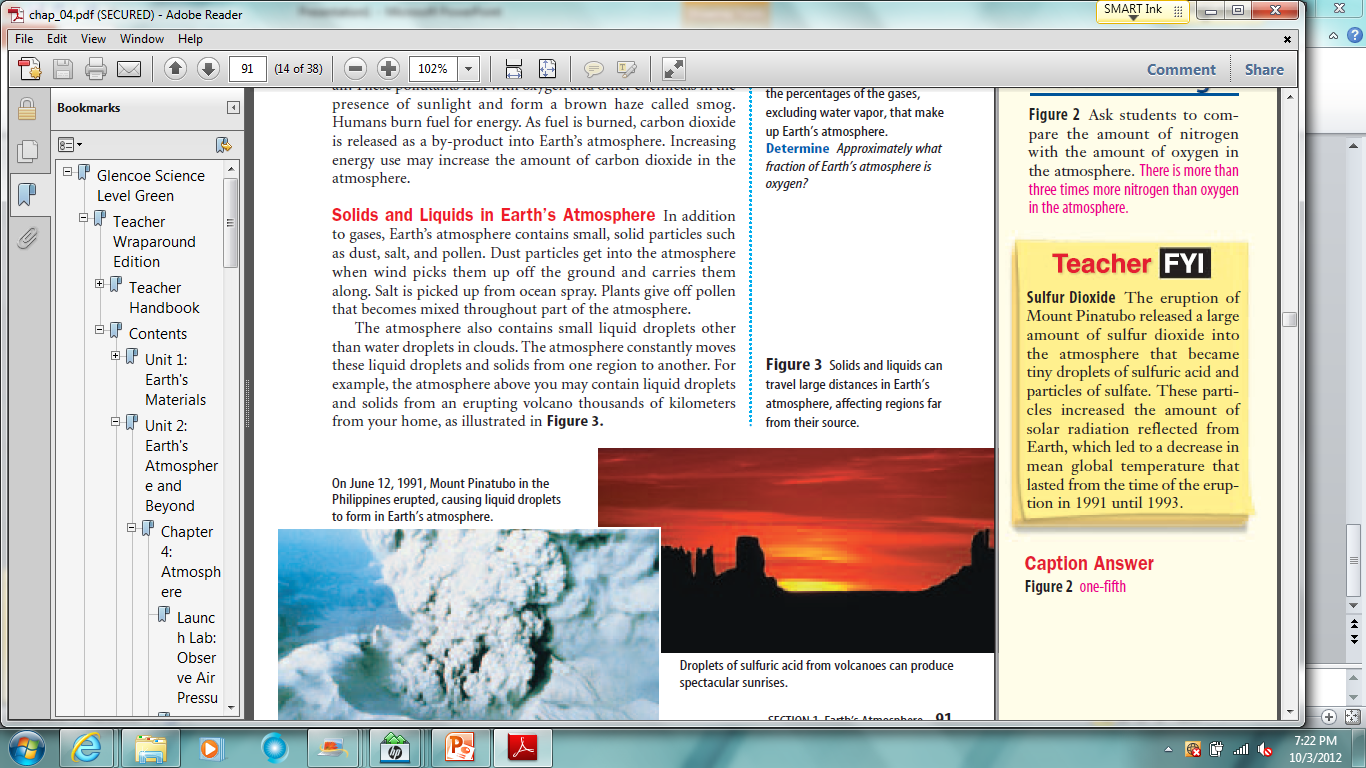 Presentation1 - Microsoft PowerPoint
chap_04.pdf (SECURED) - Adobe Reader
SMART Ink
File Edit View Window Help
91 (14 of 38) 102% Comment Share
Bookmarks
Glencoe Science
Level Green
Teacher
Wraparound
Edition
Teacher
Handbook
Contents
Unit 1:
Earth's
Materials
Unit 2:
Earth's
Atmospher
e and
Beyond
Chapter
4:
Atmosph
ere
Launc
h Lab:
Obser
ve Air
Pressu
air. These pollutants mix with oxygen and other chemicals in the
presence of sunlight and form a brown haze called smog.
Humans burn fuel for energy. As fuel is burned, carbon dioxide
is released as a by-product into Earth's atmosphere. Increasing
energy use may increase the amount of carbon dioxide in the
atmosphere.
Solids and Liquids in Earth's Atmosphere In addition
to gases, Earth's atmosphere contains small, solid particles such
as dust, salt, and pollen. Dust particles get into the atmosphere
when wind picks them up off the ground and carries them
along. Salt is picked up from ocean spray. Plants give off pollen
that becomes mixed throughout part of the atmosphere.
The atmosphere also contains small liquid droplets other
than water droplets in clouds. The atmosphere constantly moves
these liquid droplets and solids from one region to another. For
example, the atmosphere above you may contain liquid droplets
and solids from an erupting volcano thousands of kilometers
from your home, as illustrated in Figure 3.
the percentages of the gases,
excluding water vapor, that make
up Earth's atmosphere.
Determine Approximately what
fraction of Earth's atmosphere is
oxygen?
Figure 3 Solids and liquids can
travel large distances in Earth's
atmosphere, affecting regions far
from their source.
On June 12, 1991, Mount Pinatubo in the
Philippines erupted, causing liquid droplets
to form in Earth's atmosphere.
Droplets of sulfuric acid from volcanoes can produce
spectacular sunrises.
SECTION 1 Earth's Atmosphere 91
Figure 2 Ask students to com-
pare the amount of nitrogen
with the amount of oxygen in
the atmosphere. There is more than
three times more nitrogen than oxygen
in the atmosphere.
Teacher FYI
Sulfur Dioxide The eruption of
Mount Pinatubo released a large
amount of sulfur dioxide into
the atmosphere that became
tiny droplets of sulfuric acid and
particles of sulfate. These parti-
cles increased the amount of
solar radiation reflected from
Earth, which led to a decrease in
mean global temperature that
lasted from the time of the erup-
tion in 1991 until 1993.
Caption Answer
Figure 2 one-fifth
7:22 PM
10/3/2012